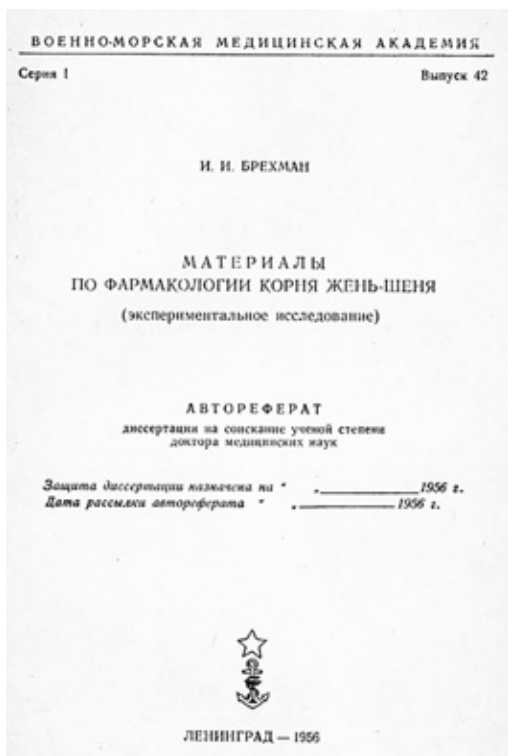 ВОЕННО-МОРСКАЯ МЕДИЦИНСКАЯ АКАДЕМИЯ
Серия I Выпуск 42
И. И. БРЕХМАН
МАТЕРИАЛЫ
ПО ФАРМАКОЛОГИИ КОРНЯ ЖЕНЬ-ШЕНЯ
(экспериментальное исследование)
АВТОРЕФЕРАТ
диссертации на соискание ученой степени
доктора медицинских наук
Защита диссертации назначена на " „ 1956 г.
Дата рассылки автореферата " „ 1956 г.
ЛЕНИНГРАД — 1956